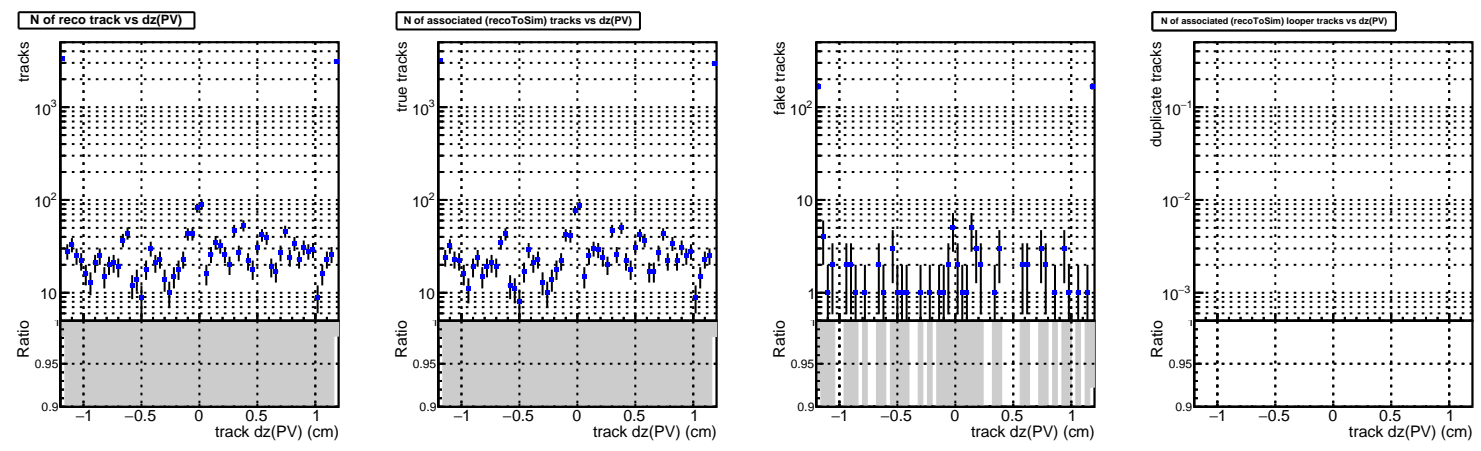 N of reco track vs dz(PV)
tracks
10³
10²
10
Ratio
1
0.95
0.9
−1 −0.5 0 0.5 1
track dz(PV) (cm)
N of associated (recoToSim) tracks vs dz(PV)
true tracks
10³
10²
10
Ratio
1
0.95
0.9
−1 −0.5 0 0.5 1
track dz(PV) (cm)
fake tracks
10²
10
1
Ratio
1
0.95
0.9
−1 −0.5 0 0.5 1
track dz(PV) (cm)
N of associated (recoToSim) looper tracks vs dz(PV)
duplicate tracks
10⁻¹
10⁻²
10⁻³
Ratio
1
0.95
0.9
−1 −0.5 0 0.5 1
track dz(PV) (cm)